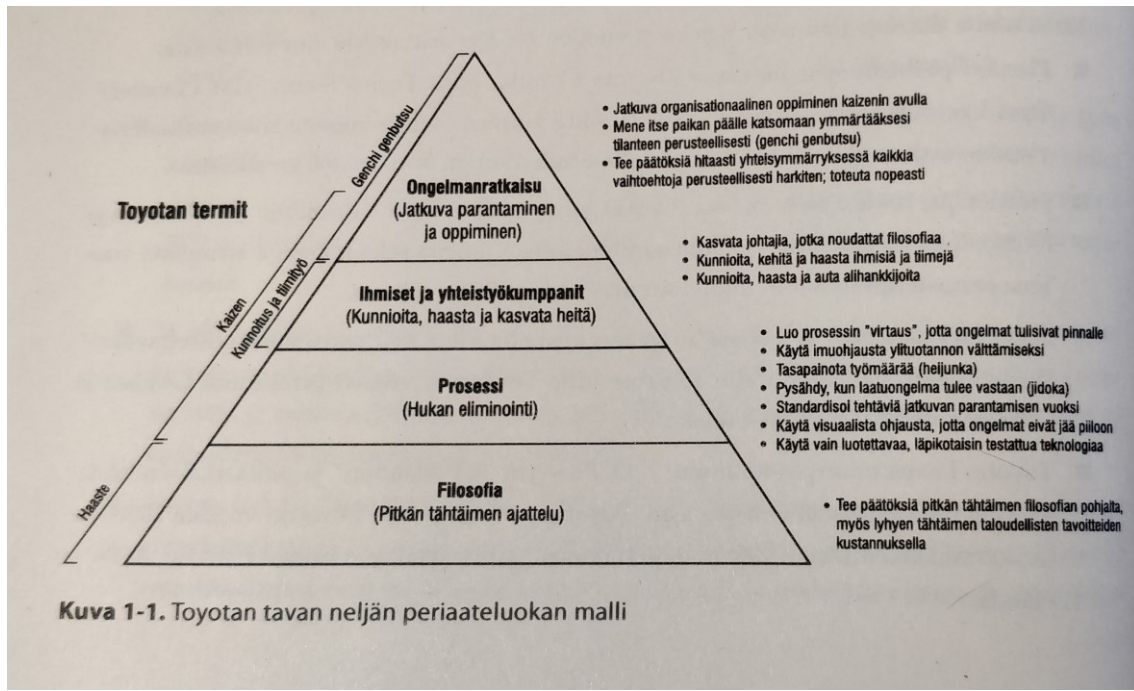 Genchi genbutsu
Toyotan termit
Kaizen
Kunnoitus ja tiimityö
Haaste
Ongelmanratkaisu
(Jatkuva parantaminen
ja oppiminen)
• Jatkuva organisationaalinen oppiminen kaizenin avulla
• Mene itse paikan päälle katsomaan ymmärtääksesi
tilanteen perusteellisesti (genchi genbutsu)
• Tee päätöksiä hitaasti yhteisymmärryksessä kaikkia
vaihtoehtoja perusteellisesti harkiten; toteuta nopeasti
Ihmiset ja yhteistyökumppanit
(Kunnioita, haasta ja kasvata heitä)
• Kasvata johtajia, jotka noudattat filosofiaa
• Kunnioita, kehitä ja haasta ihmisiä ja tiimejä
• Kunnioita, haasta ja auta alihankkijoita
Prosessi
(Hukan eliminointi)
• Luo prosessin "virtaus", jotta ongelmat tulisivat pinnalle
• Käytä imuohjausta ylituotannon välttämiseksi
• Tasapainota työmäärää (heijunka)
• Pysähdy, kun laatuongelma tulee vastaan (jidoka)
• Standardisoi tehtäviä jatkuvan parantamisen vuoksi
• Käytä visuaalista ohjausta, jotta ongelmat eivät jää piiloon
• Käytä vain luotettavaa, läpikotaisin testattua teknologiaa
Filosofia
(Pitkän tähtäimen ajattelu)
• Tee päätöksiä pitkän tähtäimen filosofian pohjalta,
myös lyhyen tähtäimen taloudellisten tavoitteiden
kustannuksella
Kuva 1-1. Toyotan tavan neljän periaateluokan malli